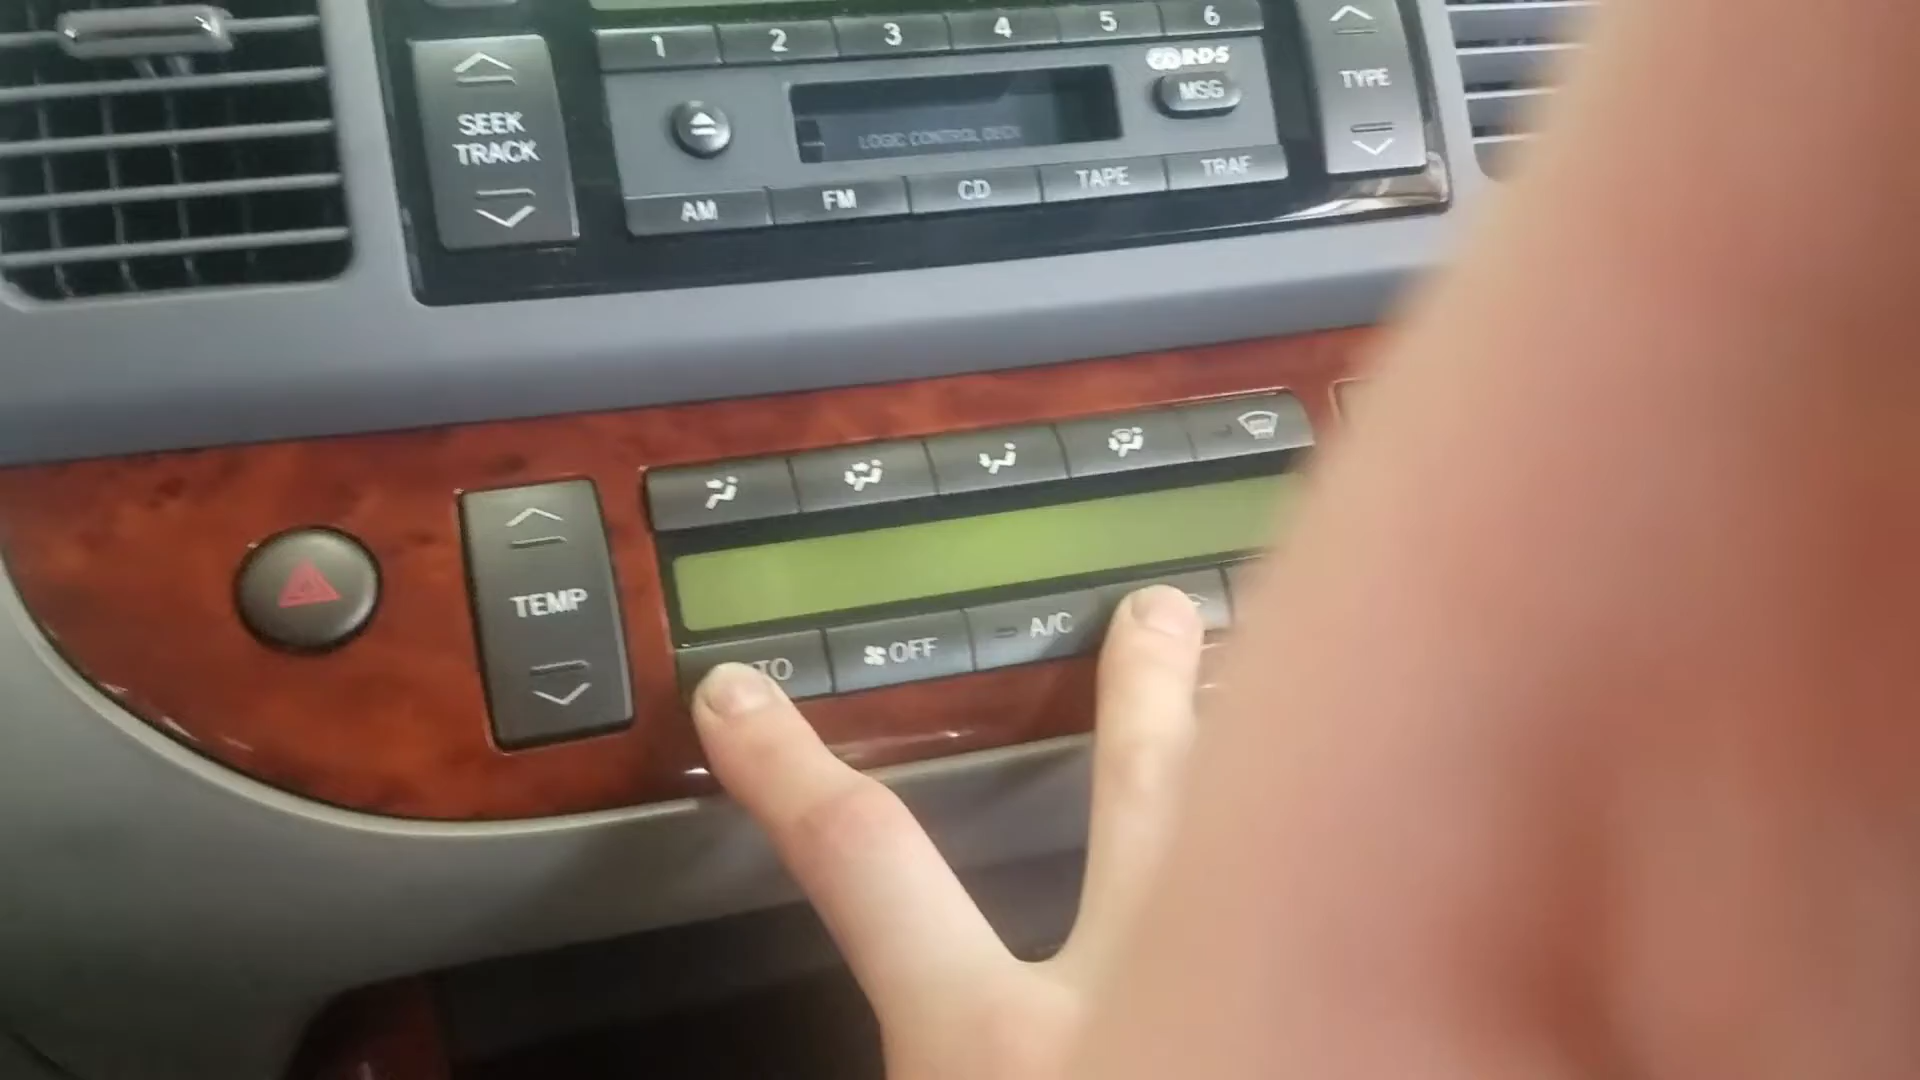 1 2 3 4 5 6
SEEK
TRACK
RDS
MSG
TYPE
LOGIC CONTROL DECK
AM FM CD TAPE TRAF
TEMP
OFF A/C